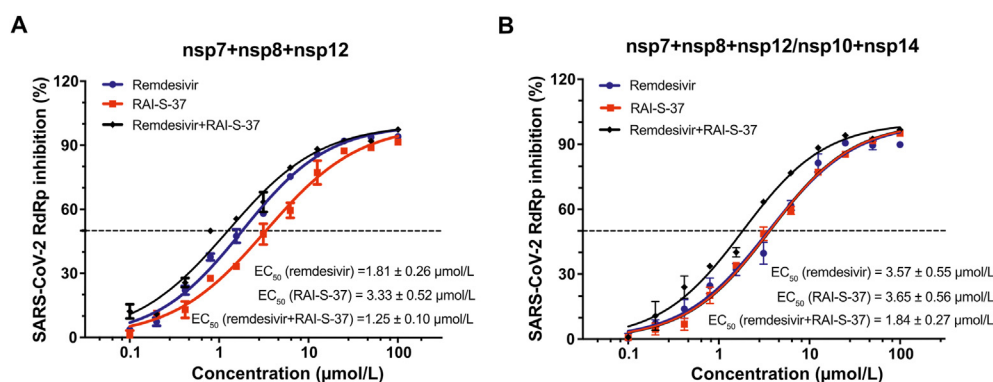 A
nsp7+nsp8+nsp12
SARS-CoV-2 RdRp inhibition (%)
120
90
60
30
0
Remdesivir
RAI-S-37
Remdesivir+RAI-S-37
EC50 (remdesivir) =1.81 ± 0.26 μmol/L
EC50 (RAI-S-37) =3.33 ± 0.52 μmol/L
EC50 (remdesivir+RAI-S-37) =1.25 ± 0.10 μmol/L
0.1
1
10
100
Concentration (μmol/L)
B
nsp7+nsp8+nsp12/nsp10+nsp14
SARS-CoV-2 RdRp inhibition (%)
120
90
60
30
0
Remdesivir
RAI-S-37
Remdesivir+RAI-S-37
EC50 (remdesivir) = 3.57 ± 0.55 μmol/L
EC50 (RAI-S-37) = 3.65 ± 0.56 μmol/L
EC50 (remdesivir+RAI-S-37) = 1.84 ± 0.27 μmol/L
0.1
1
10
100
Concentration (μmol/L)